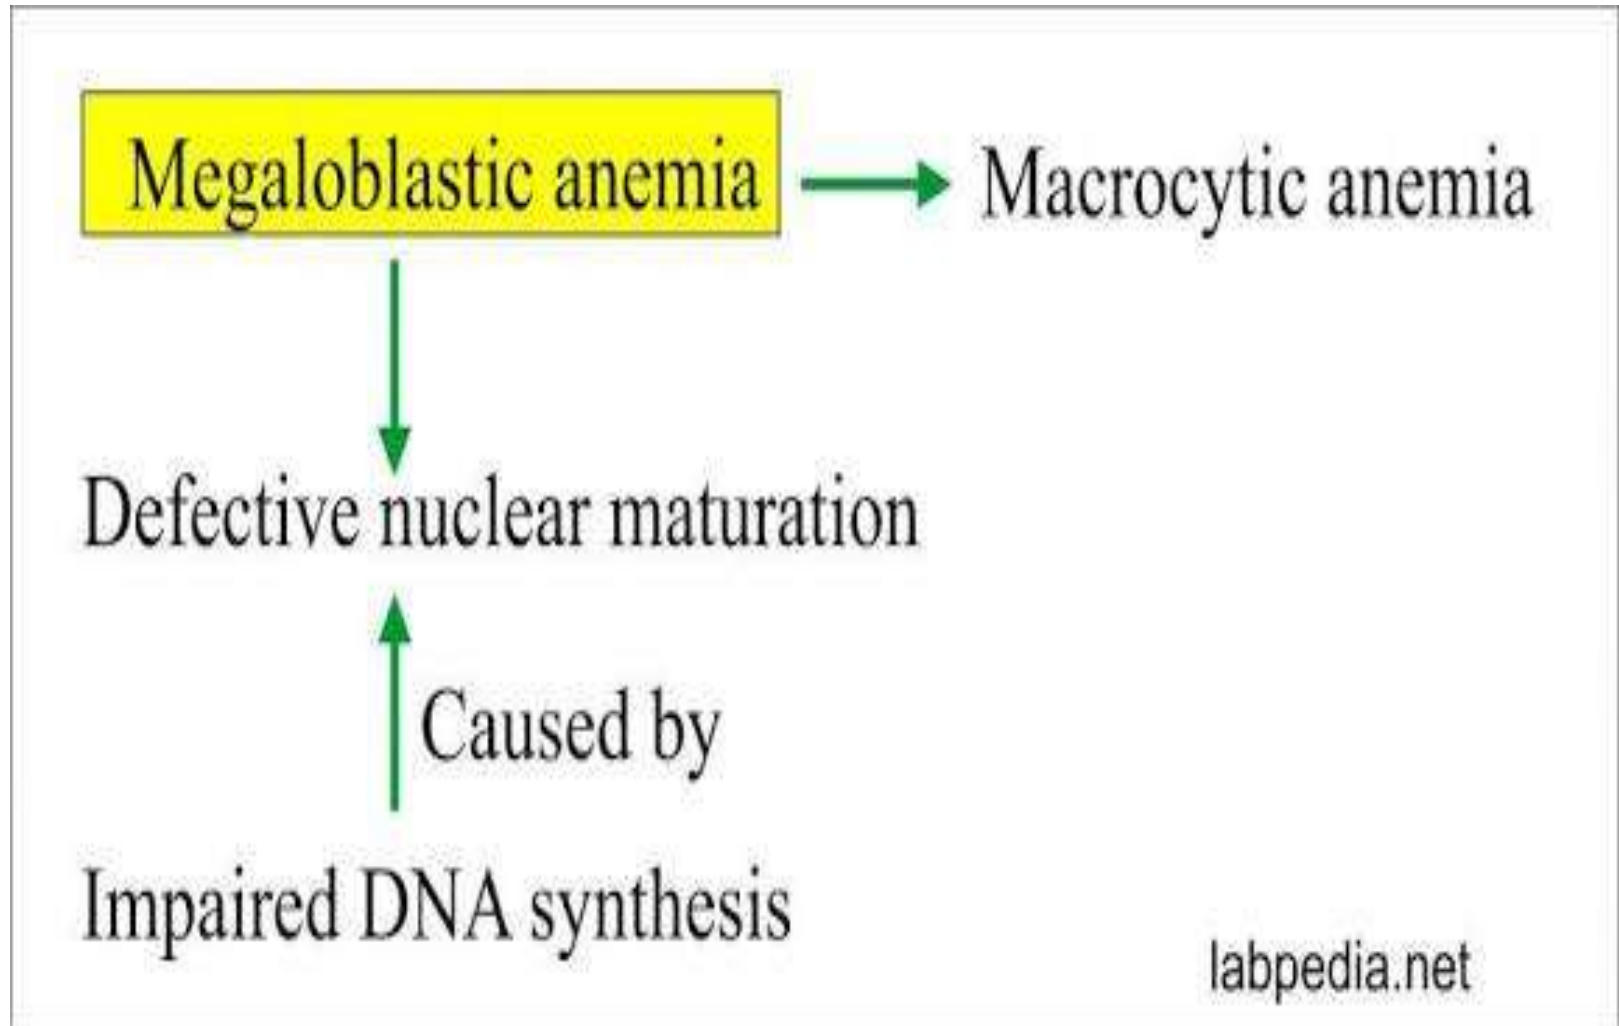 Megaloblastic anemia
Macrocytic anemia
Defective nuclear maturation
Caused by
Impaired DNA synthesis
labpedia.net